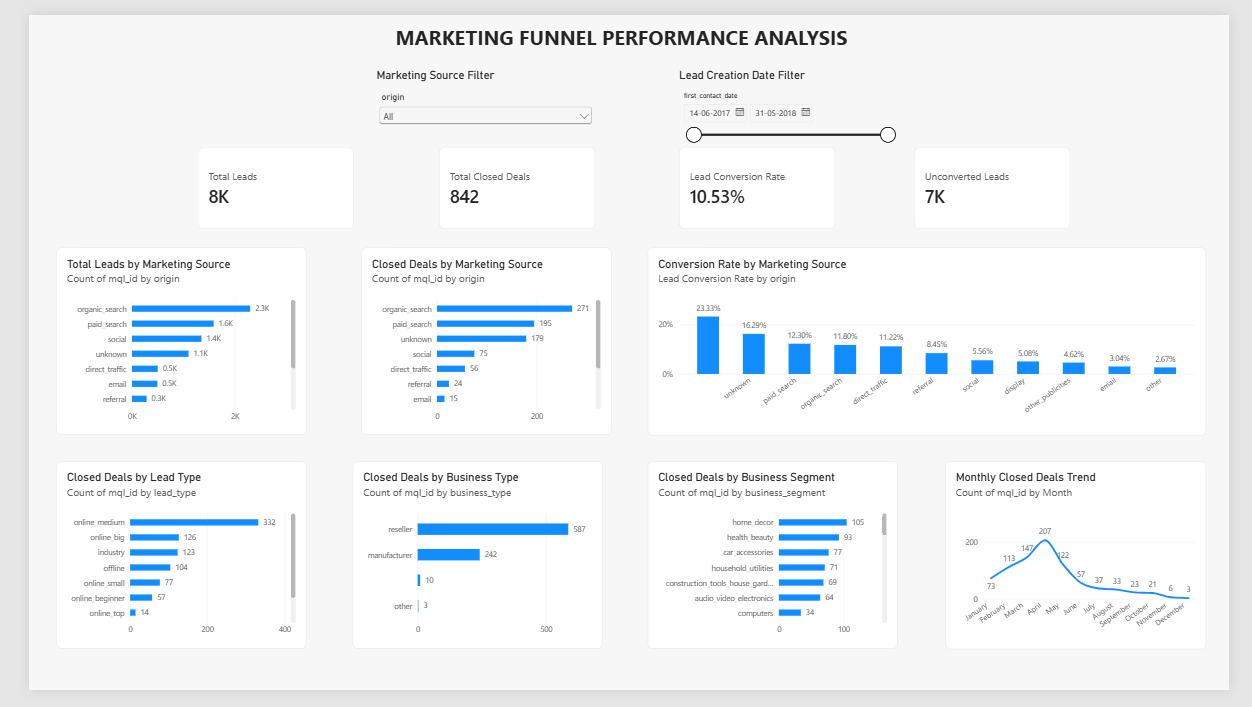 MARKETING FUNNEL PERFORMANCE ANALYSIS
Marketing Source Filter
origin
All
Lead Creation Date Filter
first_contact_date
14-06-2017 31-05-2018
Total Leads
8K
Total Closed Deals
842
Lead Conversion Rate
10.53%
Unconverted Leads
7K
Total Leads by Marketing Source
Count of mql_id by origin
organic_search 2.3K
paid_search 1.6K
social 1.4K
unknown 1.1K
direct_traffic 0.5K
email 0.5K
referral 0.3K
0K 2K
Closed Deals by Marketing Source
Count of mql_id by origin
organic_search 271
paid_search 195
unknown 179
social 75
direct_traffic 56
referral 24
email 15
0 200
Conversion Rate by Marketing Source
Lead Conversion Rate by origin
23.33% 16.29% 12.30% 11.80% 11.22% 8.45% 5.56% 5.08% 4.62% 3.04% 2.67%
20%
0%
unknown paid_search organic_search direct_traffic referral social display other_publicities email other
Closed Deals by Lead Type
Count of mql_id by lead_type
online_medium 332
online_big 126
industry 123
offline 104
online_small 77
online_beginner 57
online_top 14
0 200 400
Closed Deals by Business Type
Count of mql_id by business_type
reseller 587
manufacturer 242
10
other 3
0 500
Closed Deals by Business Segment
Count of mql_id by business_segment
home_decor 105
health_beauty 93
car_accessories 77
household_utilities 71
construction_tools_house_gard... 69
audio_video_electronics 64
computers 34
0 100
Monthly Closed Deals Trend
Count of mql_id by Month
200
0
73 113 147 207 122 57 37 33 23 21 6 3
January February March April May June July August September October November December